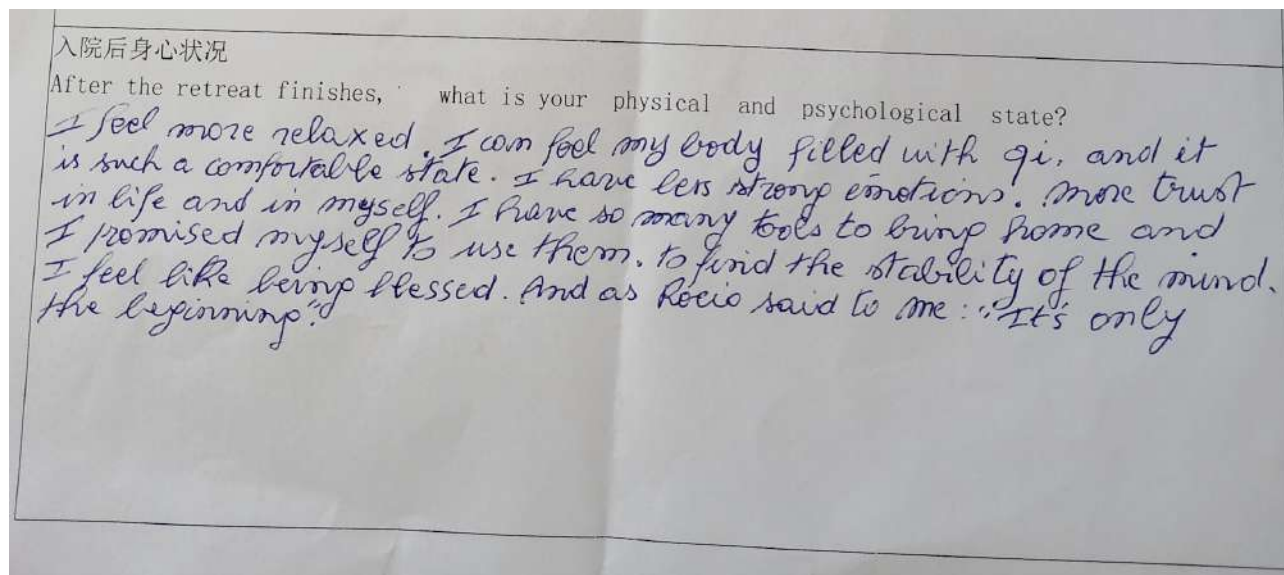 入院后身心状况
After the retreat finishes, what is your physical and psychological state?
I feel more relaxed. I can feel my body filled with qi, and it
is such a comfortable state. I have less strong emotions. more trust
in life and in myself. I have so many tools to bring home and
I promised myself to use them. to find the stability of the mind.
I feel like being blessed. And as Rocio said to me: "It's only
the beginning".